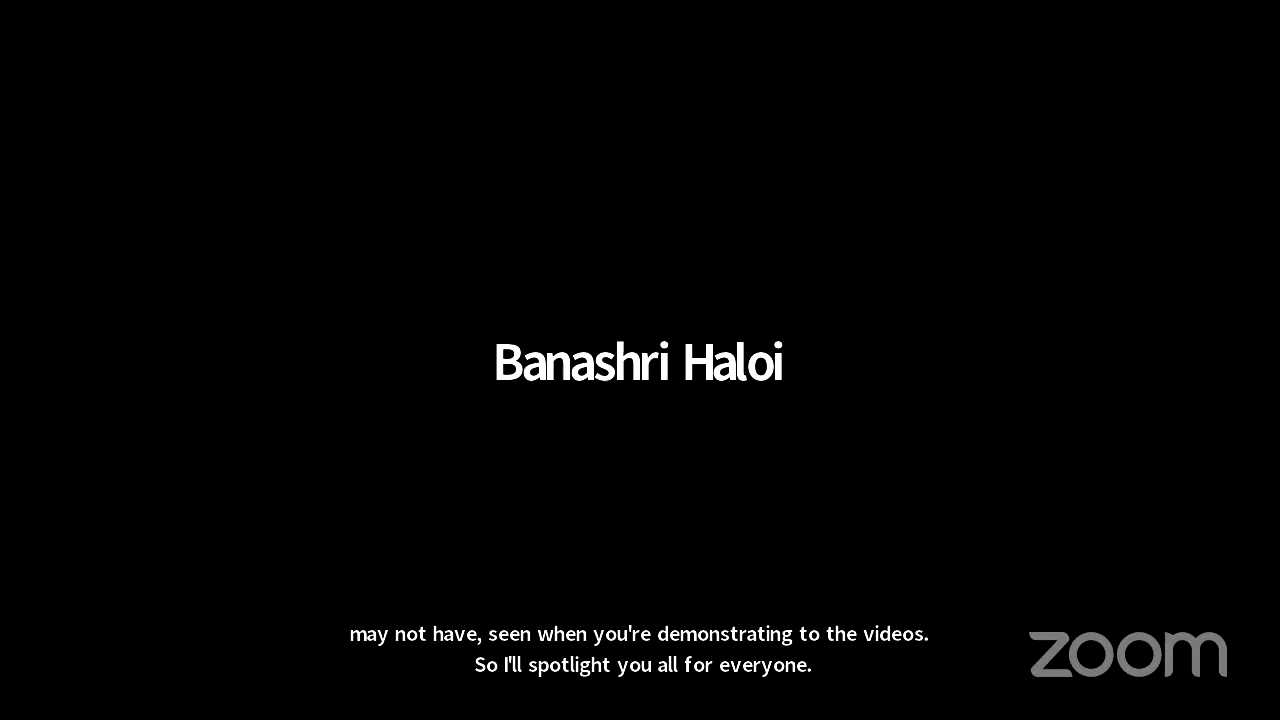 Banashri Haloi
may not have, seen when you're demonstrating to the videos.
So I'll spotlight you all for everyone.
zoom